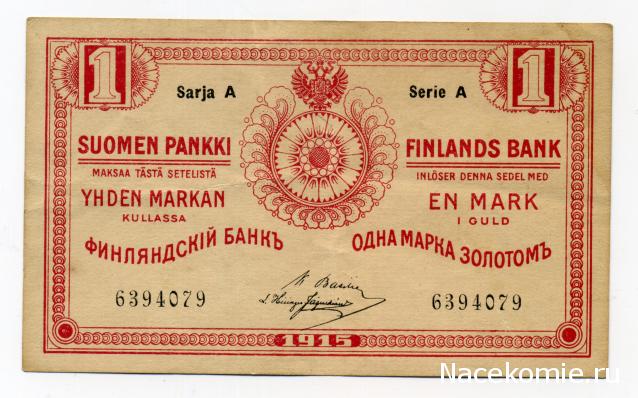 1 1
Sarja A Serie A
SUOMEN PANKKI
MAKSAA TÄSTÄ SETELISTÄ
YHDEN MARKAN
KULLASSA
ФИНЛЯНДСКІЙ БАНКЪ
FINLANDS BANK
INLÖSER DENNA SEDEL MED
EN MARK
I GULD
ОДНА МАРКА ЗОЛОТОМЪ
6394079 6394079
1915
Nacekomie.ru